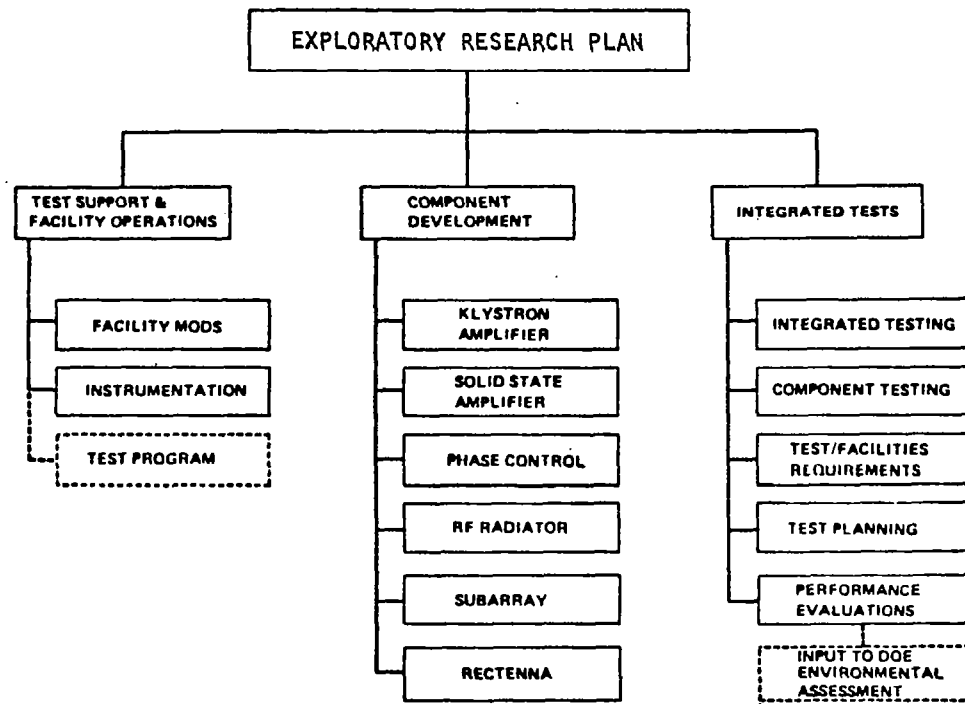 EXPLORATORY RESEARCH PLAN
TEST SUPPORT &
FACILITY OPERATIONS
FACILITY MODS
INSTRUMENTATION
TEST PROGRAM
COMPONENT
DEVELOPMENT
KLYSTRON
AMPLIFIER
SOLID STATE
AMPLIFIER
PHASE CONTROL
RF RADIATOR
SUBARRAY
RECTENNA
INTEGRATED TESTS
INTEGRATED TESTING
COMPONENT TESTING
TEST/FACILITIES
REQUIREMENTS
TEST PLANNING
PERFORMANCE
EVALUATIONS
INPUT TO DOE
ENVIRONMENTAL
ASSESSMENT